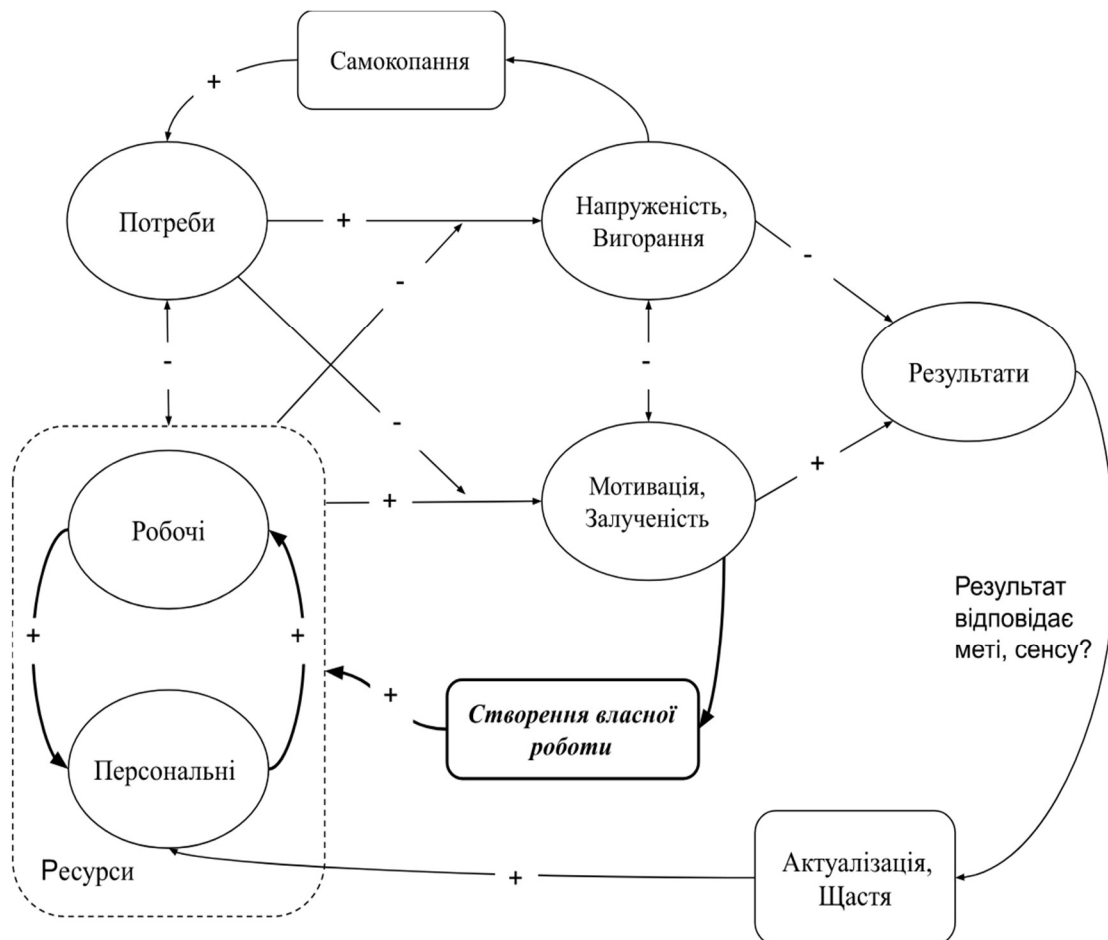 Самокопання
+
Потреби
+
Напруженість,
Вигорання
-
-
-
-
Результати
-
+
Мотивація,
Залученість
+
Робочі
+
+
Результат
відповідає
меті, сенсу?
+
Створення власної
роботи
Персональні
Ресурси
+
Актуалізація,
Щастя